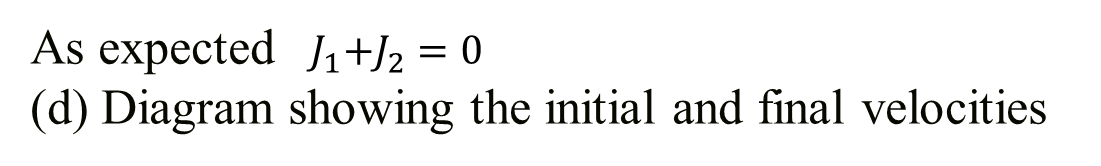 As expected J₁+J₂ = 0
(d) Diagram showing the initial and final velocities